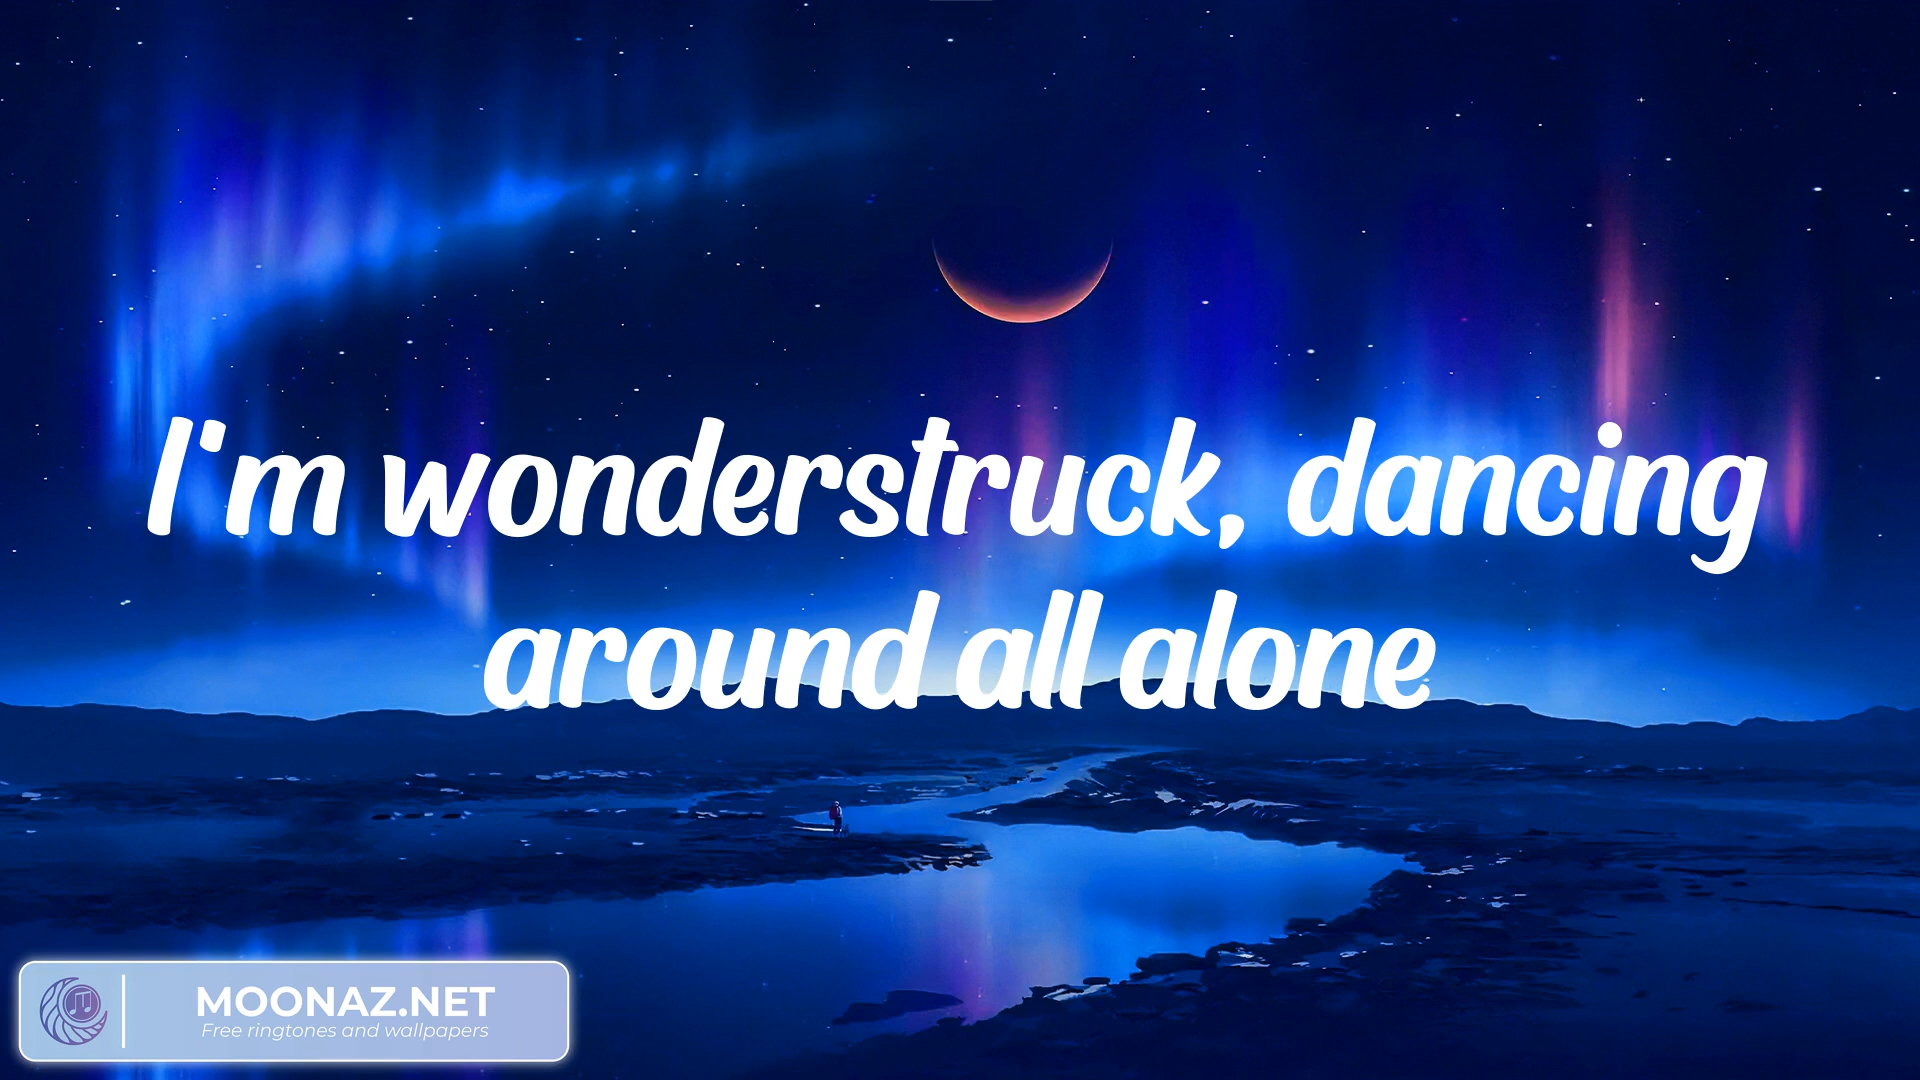 I'm wonderstruck, dancing
around all alone
MOONAZ.NET
Free ringtones and wallpapers